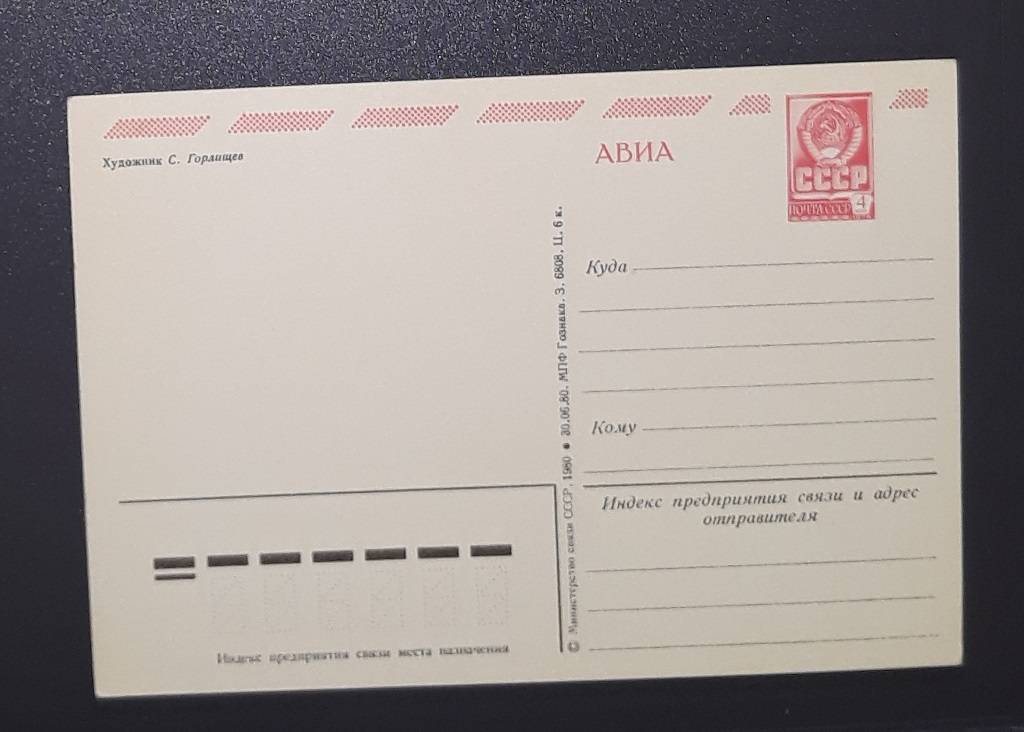 Художник С. Горлищев
АВИА
СССР
ПОЧТА СССР 4
Куда
Кому
Индекс предприятия связи и адрес
отправителя
© Министерство связи СССР, 1980 ● 30.06.80. МПФ Гознака. З. 6808. Ц. 6 к.
Индекс предприятия связи места назначения